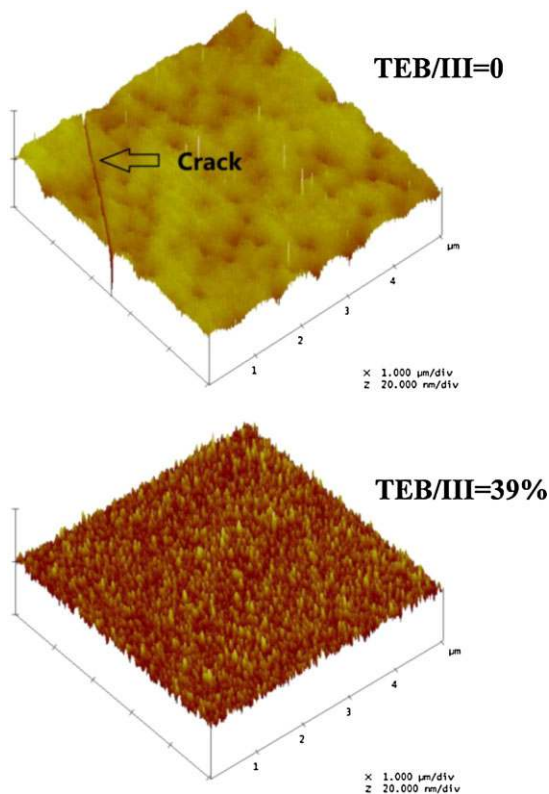 TEB/III=0
Crack
µm
4
3
2
1
X 1.000 µm/div
Z 20.000 nm/div
TEB/III=39%
µm
4
3
2
1
X 1.000 µm/div
Z 20.000 nm/div